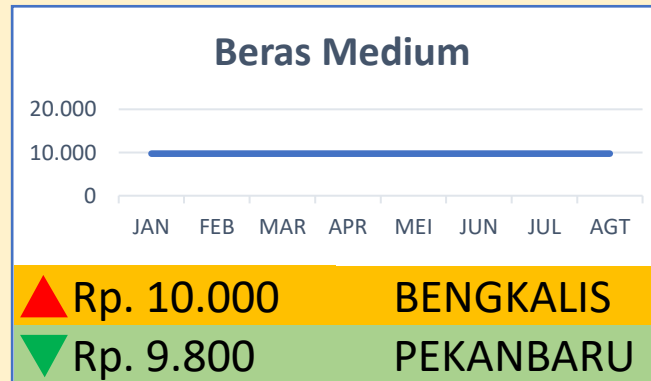 Beras Medium
20.000
10.000
0
JAN FEB MAR APR MEI JUN JUL AGT
Rp. 10.000 BENGKALIS
Rp. 9.800 PEKANBARU